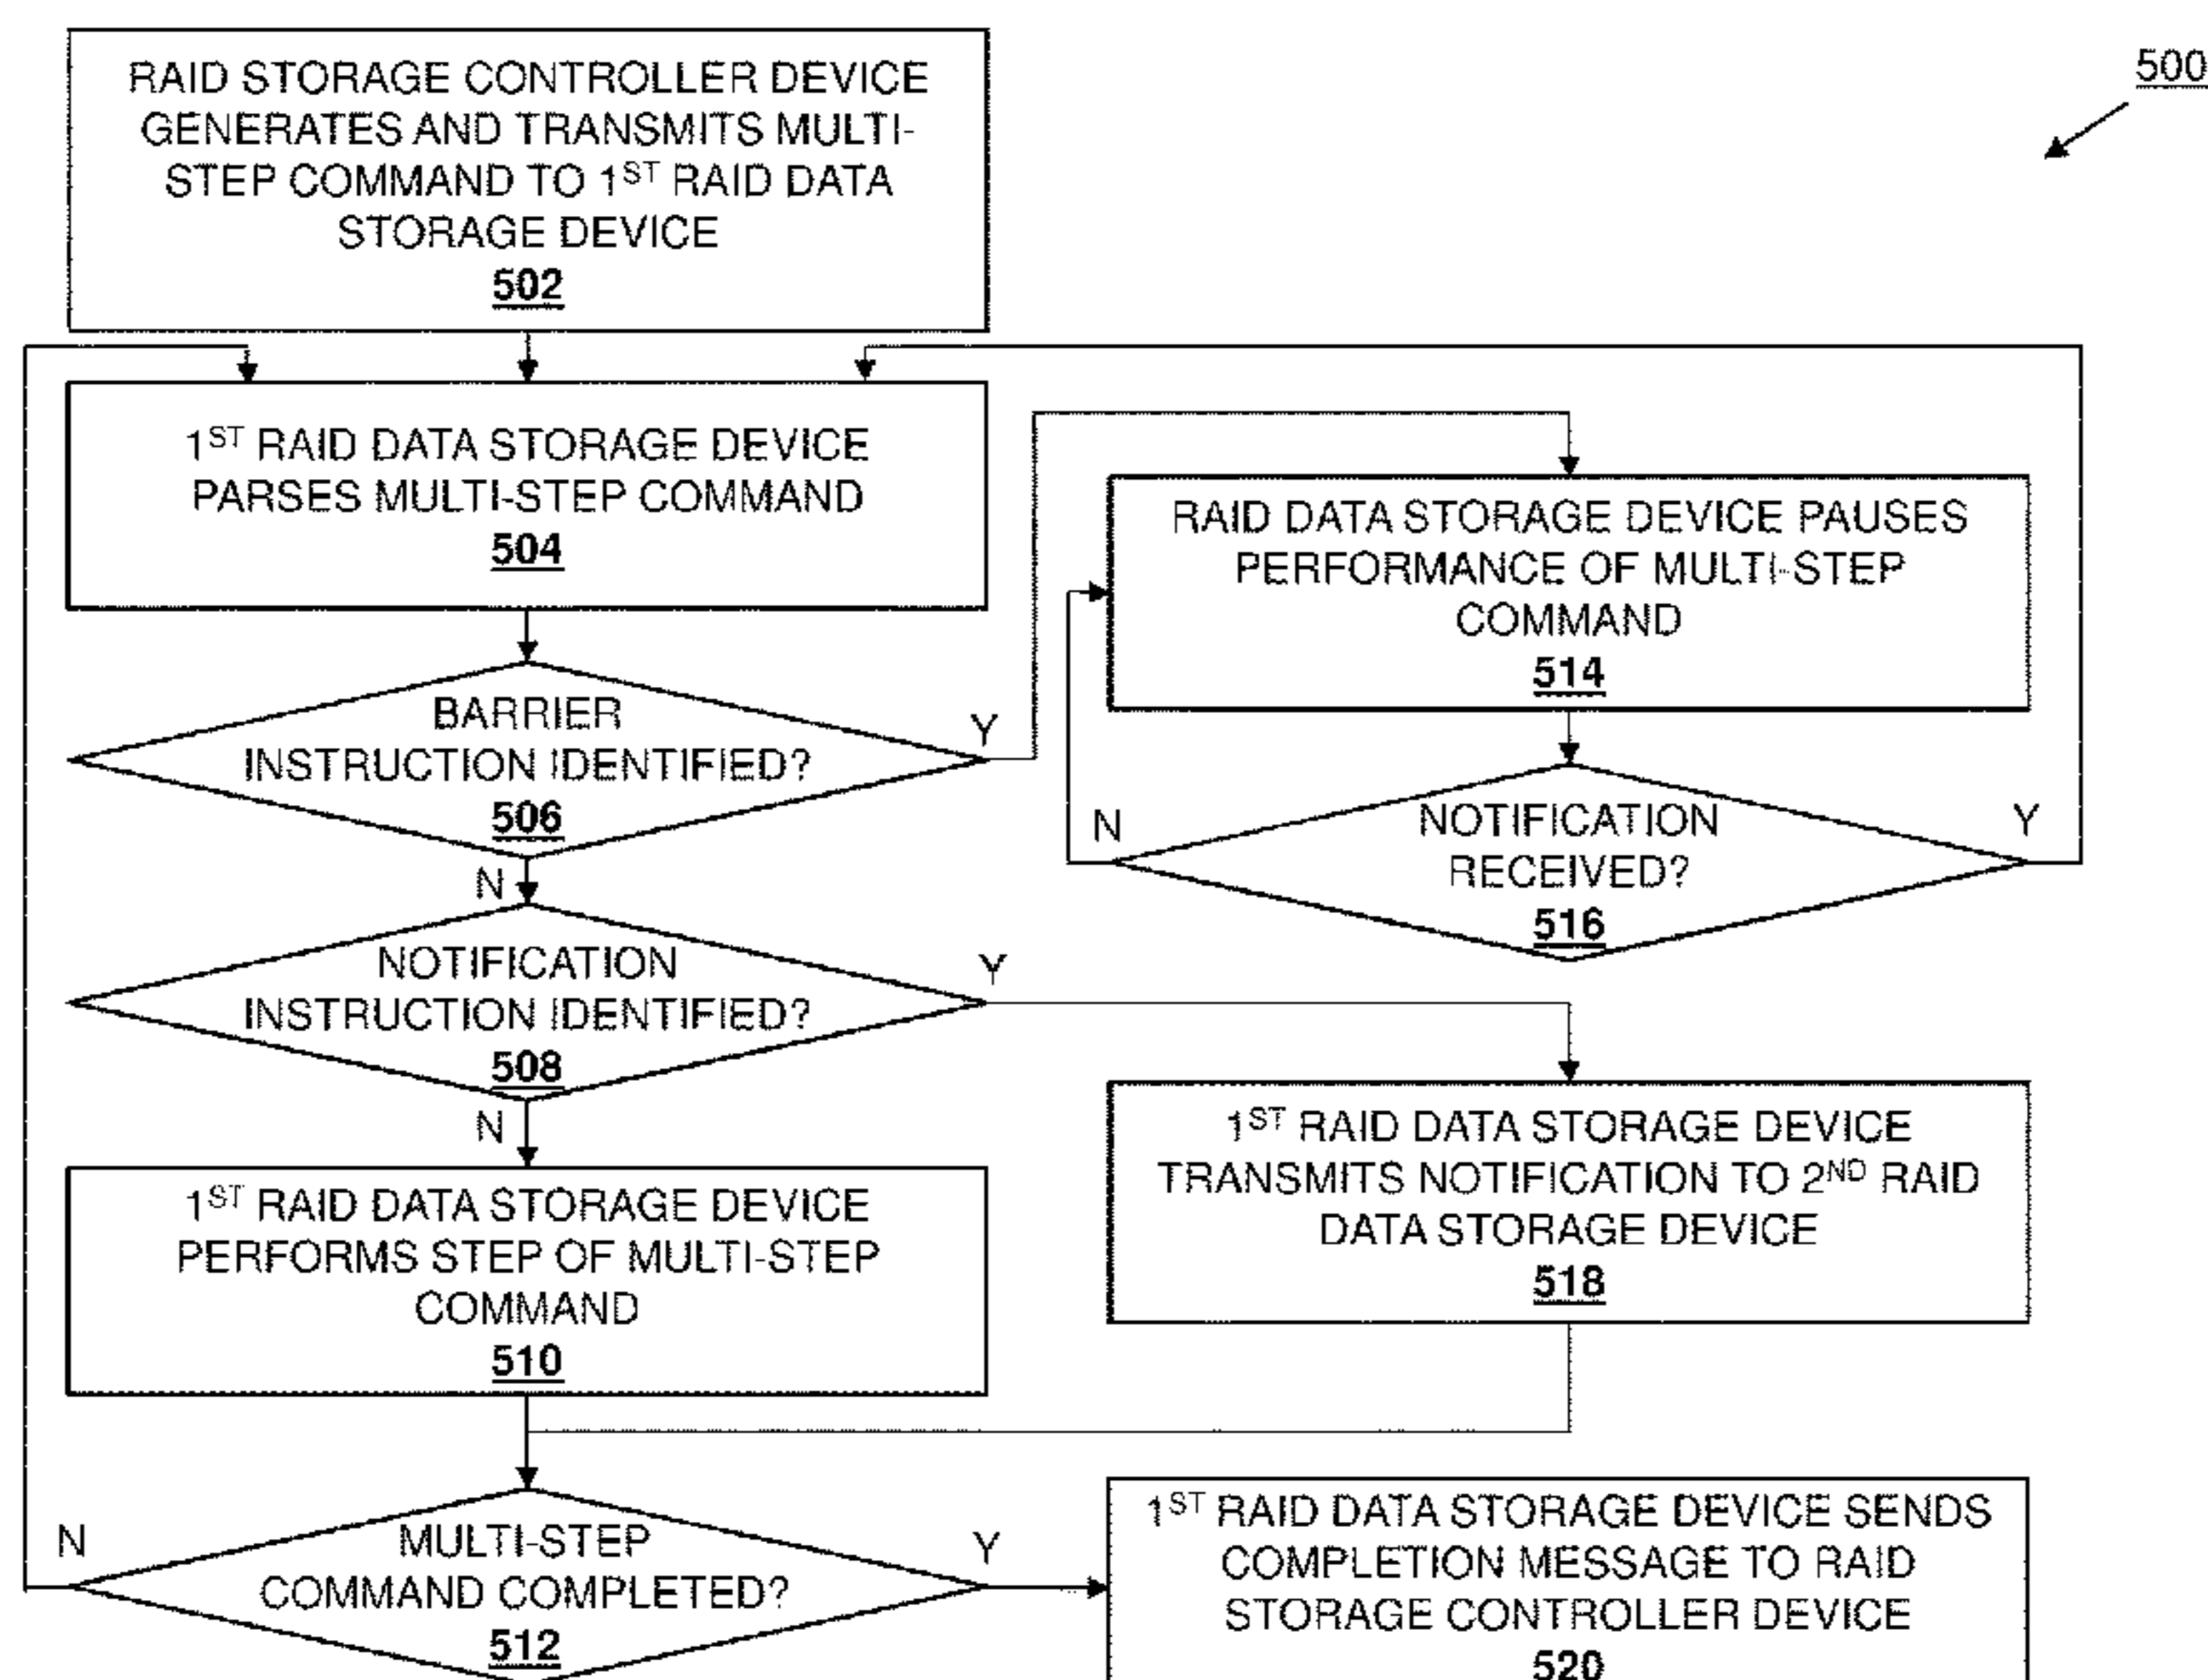 500
RAID STORAGE CONTROLLER DEVICE
GENERATES AND TRANSMITS MULTI-
STEP COMMAND TO 1ST RAID DATA
STORAGE DEVICE
502
1ST RAID DATA STORAGE DEVICE
PARSES MULTI-STEP COMMAND
504
BARRIER
INSTRUCTION IDENTIFIED?
506
Y
N
RAID DATA STORAGE DEVICE PAUSES
PERFORMANCE OF MULTI-STEP
COMMAND
514
NOTIFICATION
RECEIVED?
516
N
Y
NOTIFICATION
INSTRUCTION IDENTIFIED?
508
Y
N
1ST RAID DATA STORAGE DEVICE
TRANSMITS NOTIFICATION TO 2ND RAID
DATA STORAGE DEVICE
518
1ST RAID DATA STORAGE DEVICE
PERFORMS STEP OF MULTI-STEP
COMMAND
510
MULTI-STEP
COMMAND COMPLETED?
512
N
Y
1ST RAID DATA STORAGE DEVICE SENDS
COMPLETION MESSAGE TO RAID
STORAGE CONTROLLER DEVICE
520